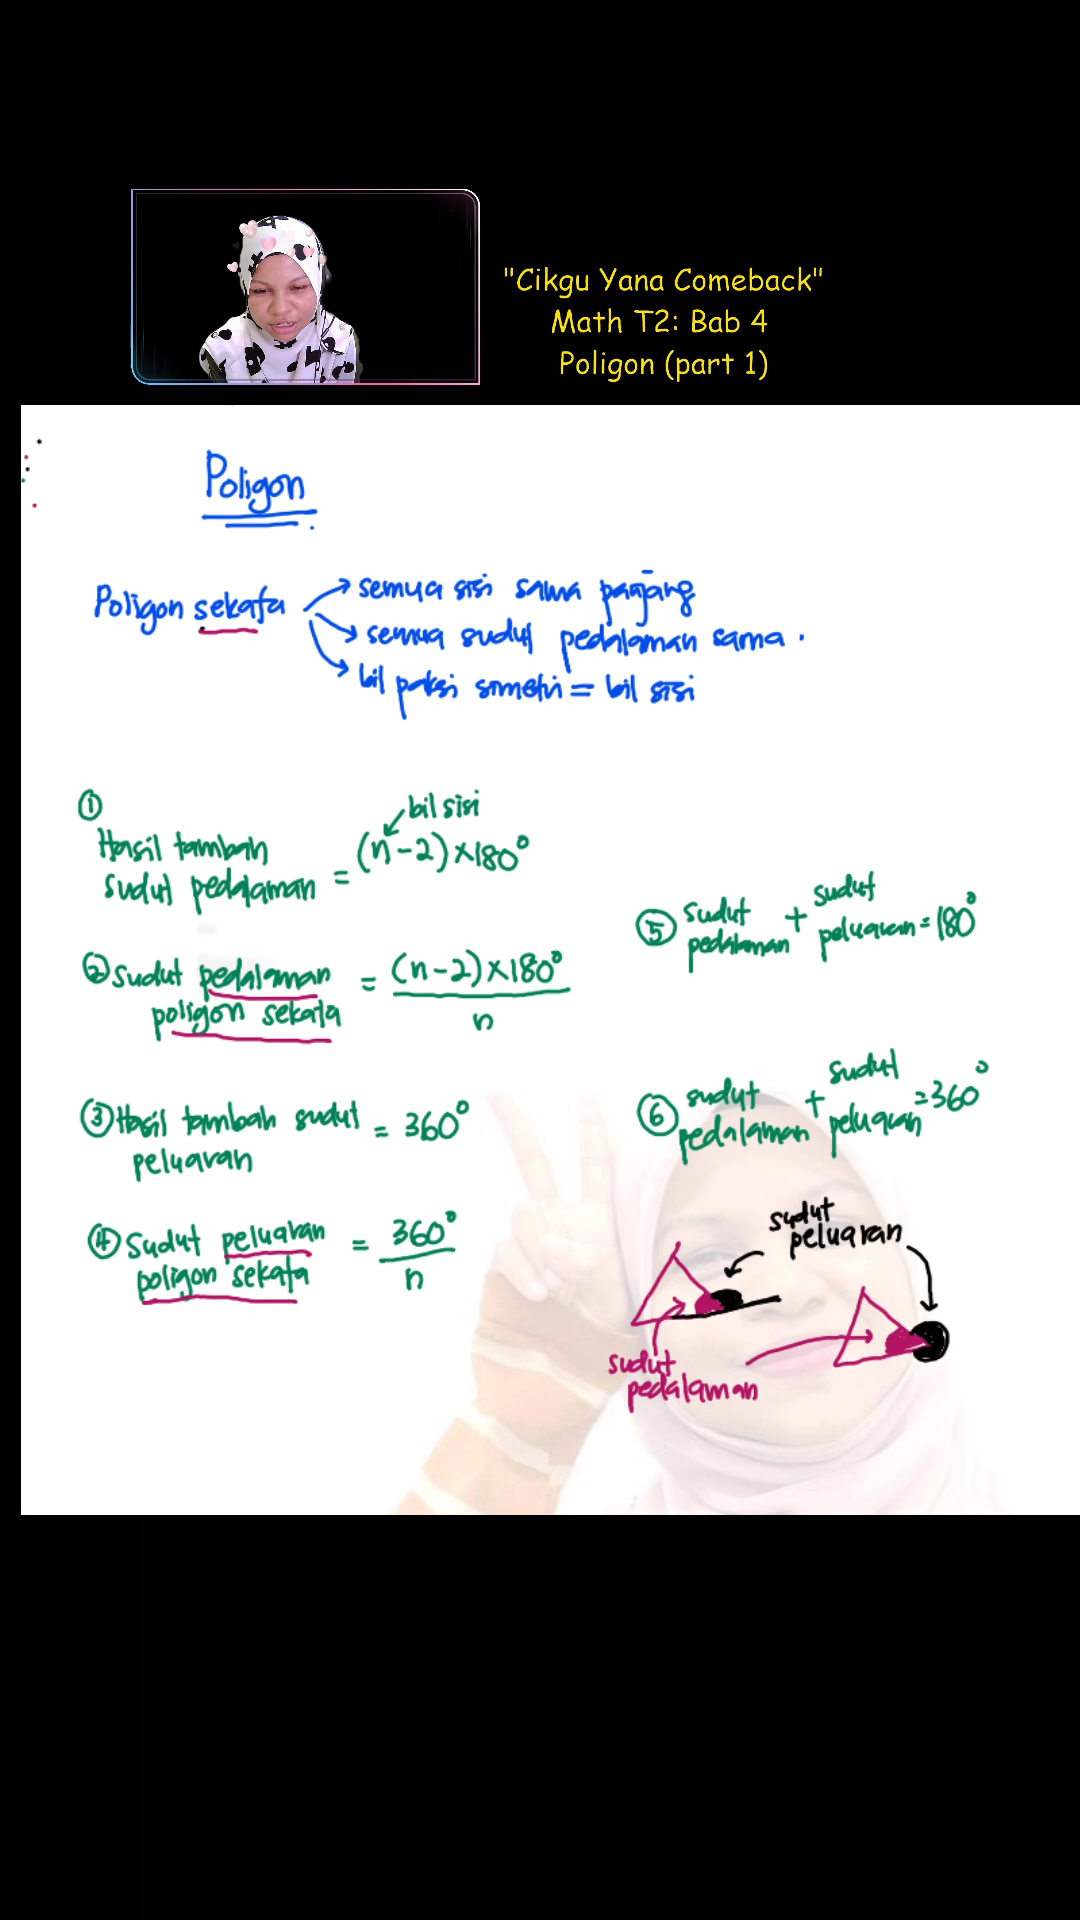 "Cikgu Yana Comeback"
Math T2: Bab 4
Poligon (part 1)
Poligon
Poligon sekata
semua sisi sama panjang
semua sudut pedalaman sama.
bil paksi simetri = bil sisi
①
bil sisi
Hasil tambah
sudut pedalaman = (n-2)×180°
② Sudut pedalaman
poligon sekata = (n-2)×180°
n
③ Hasil tambah sudut
peluaran = 360°
④ Sudut peluaran
poligon sekata = 360°
n
⑤ sudut pedalaman + sudut peluaran = 180°
⑥ sudut pedalaman + sudut peluaran = 360°
sudut
peluaran
sudut
pedalaman